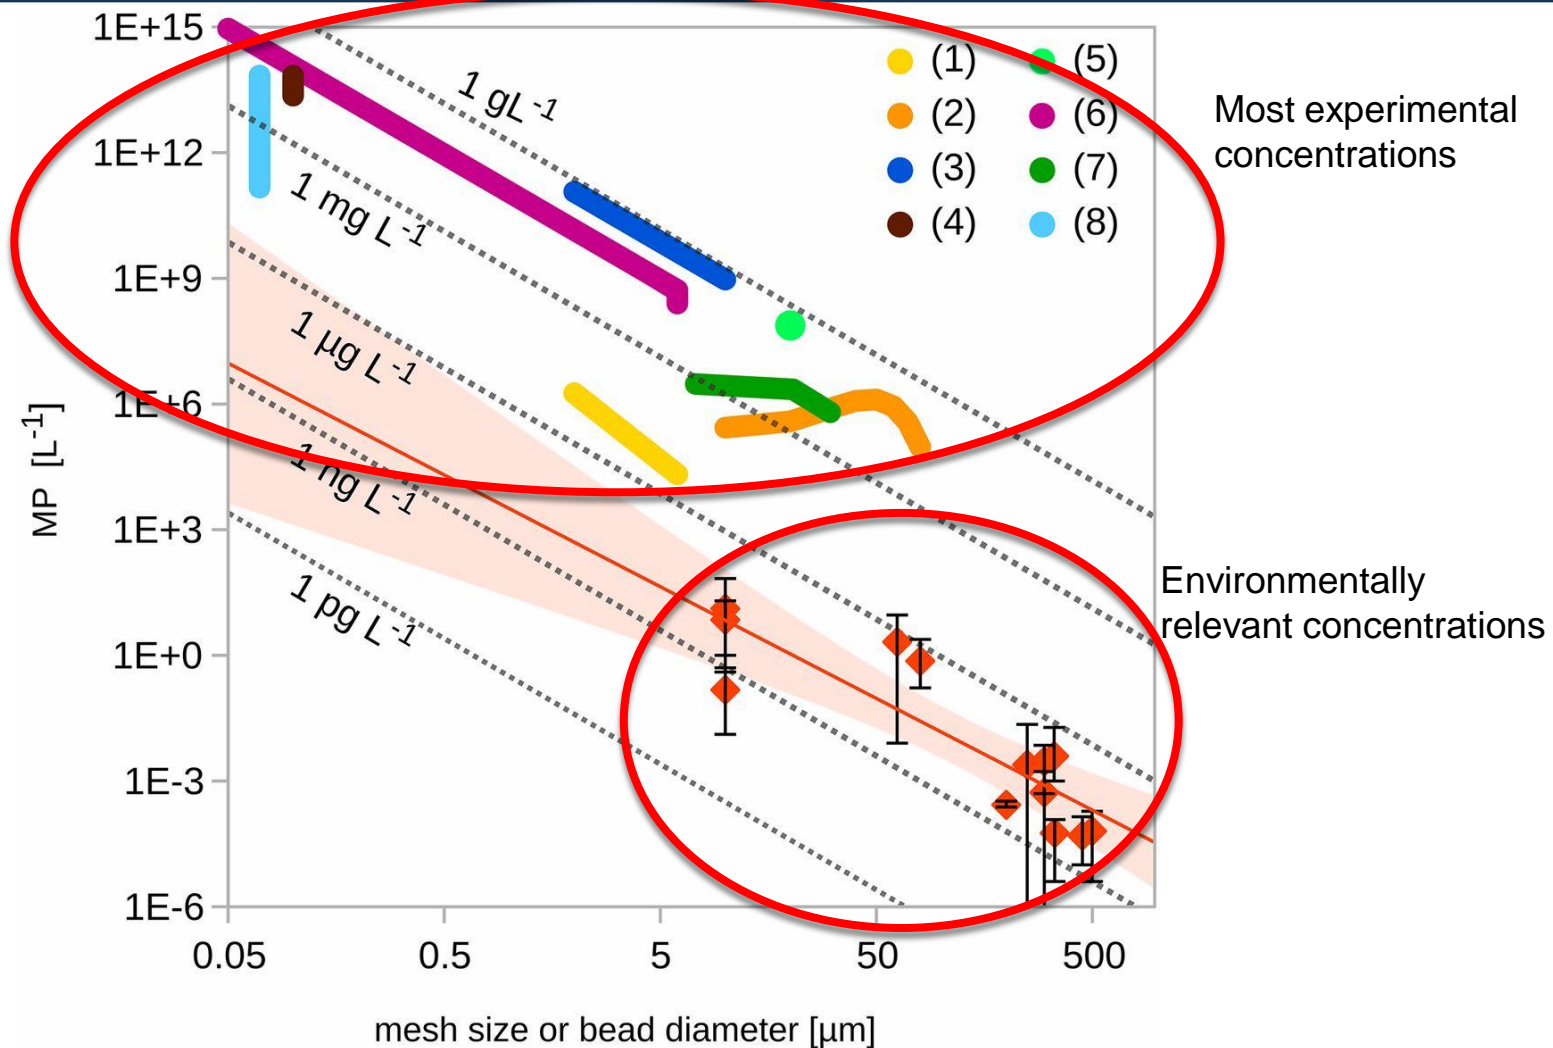 1E+15
1E+12
1E+9
1E+6
1E+3
1E+0
1E-3
1E-6
MP [L⁻¹]
1 gL⁻¹
1 mg L⁻¹
1 µg L⁻¹
1 ng L⁻¹
1 pg L⁻¹
(1) (5)
(2) (6)
(3) (7)
(4) (8)
Most experimental
concentrations
Environmentally
relevant concentrations
0.05 0.5 5 50 500
mesh size or bead diameter [µm]